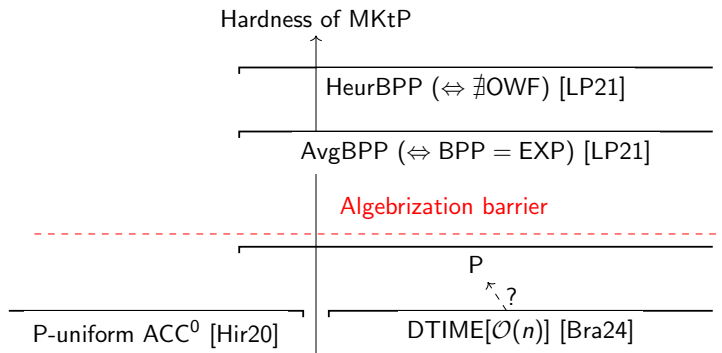 Hardness of MKtP
HeurBPP (⇔ ∄OWF) [LP21]
AvgBPP (⇔ BPP = EXP) [LP21]
Algebrization barrier
P
?
P-uniform ACC⁰ [Hir20]
DTIME[𝒪(n)] [Bra24]